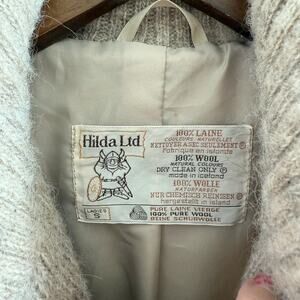 Hilda Ltd
LADIES
S
100% LAINE
COULEURS NATURELLES
NETTOYER A SEC SEULEMENT P
Fabriqué en islande
100% WOOL
NATURAL COLOURS
DRY CLEAN ONLY P
made in iceland
100% WOLLE
NATURFARBEN
NUR CHEMISCH REINIGEN P
hergestellt in island
PURE LAINE VIERGE
100% PURE WOOL
REINE SCHURWOLLE